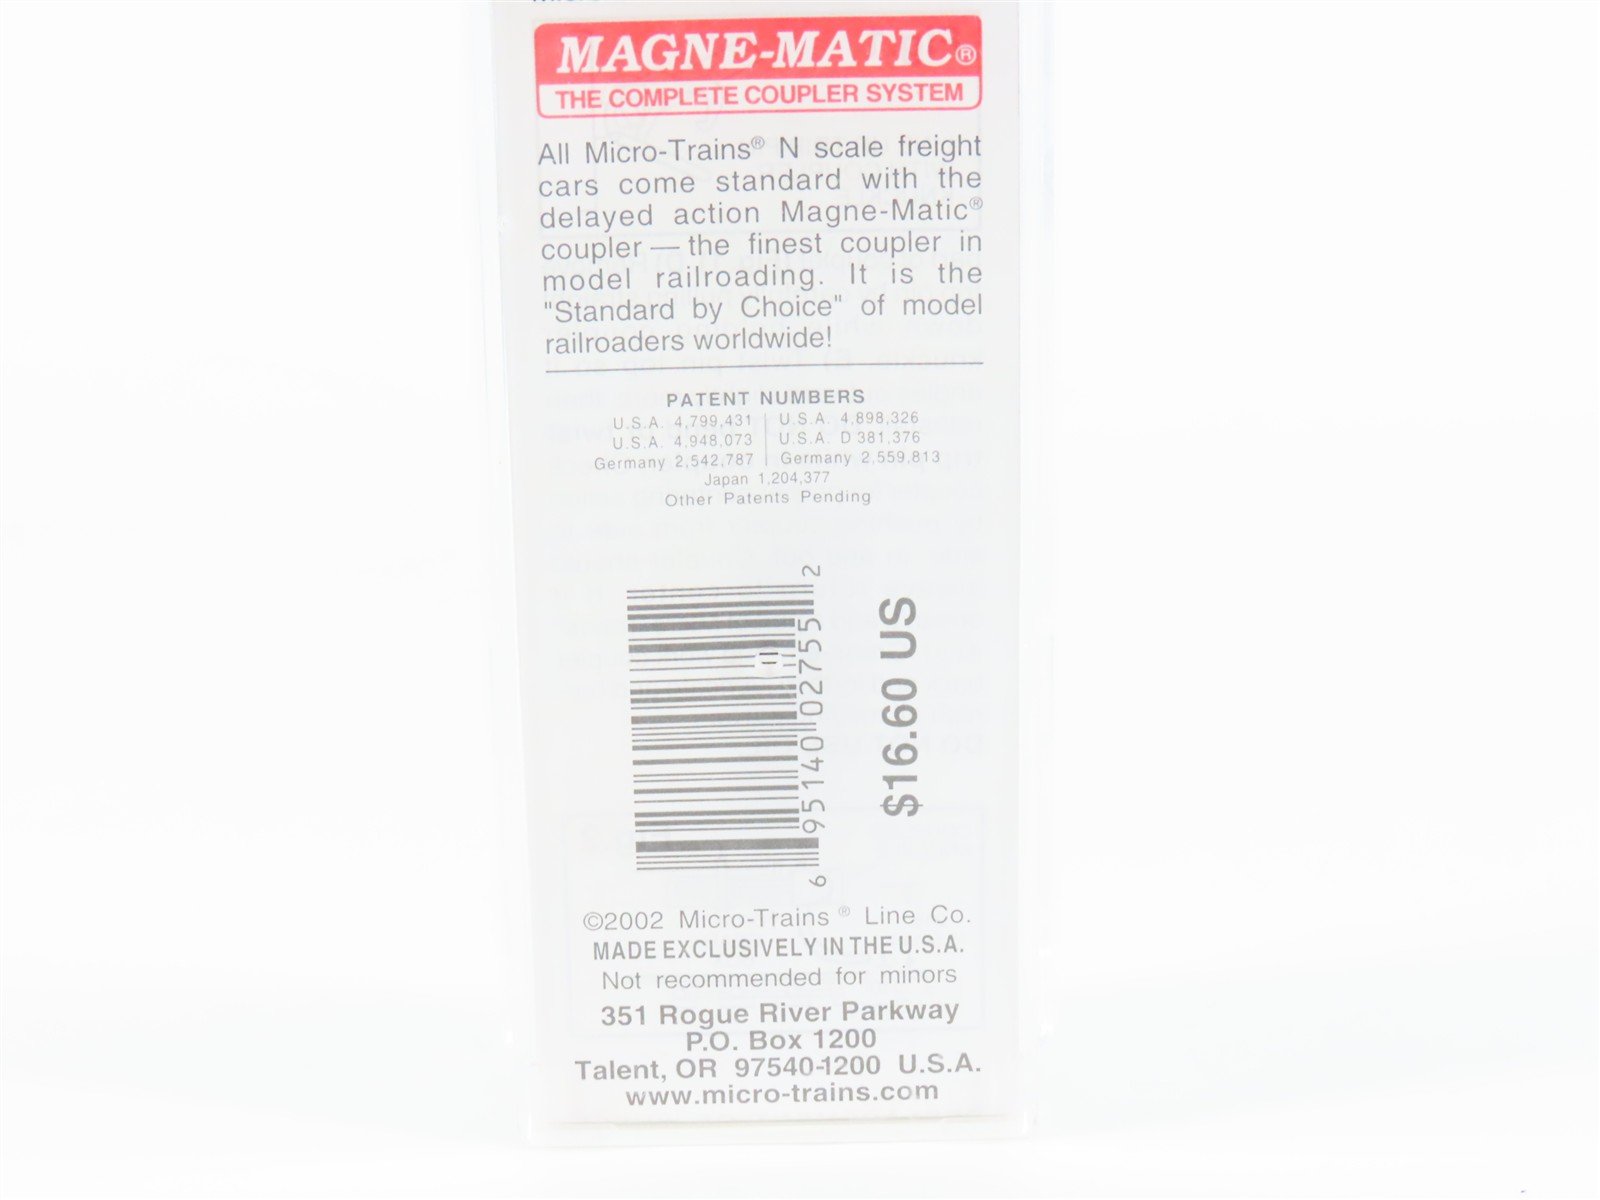 MAGNE-MATIC®
THE COMPLETE COUPLER SYSTEM
All Micro-Trains® N scale freight
cars come standard with the
delayed action Magne-Matic®
coupler — the finest coupler in
model railroading. It is the
"Standard by Choice" of model
railroaders worldwide!
PATENT NUMBERS
U.S.A. 4,799,431 | U.S.A. 4,898,326
U.S.A. 4,948,073 | U.S.A. D 381,376
Germany 2,542,787 | Germany 2,559,813
Japan 1,204,377
Other Patents Pending
6 95140 02755 2
$16.60 US
©2002 Micro-Trains® Line Co.
MADE EXCLUSIVELY IN THE U.S.A.
Not recommended for minors
351 Rogue River Parkway
P.O. Box 1200
Talent, OR 97540-1200 U.S.A.
www.micro-trains.com